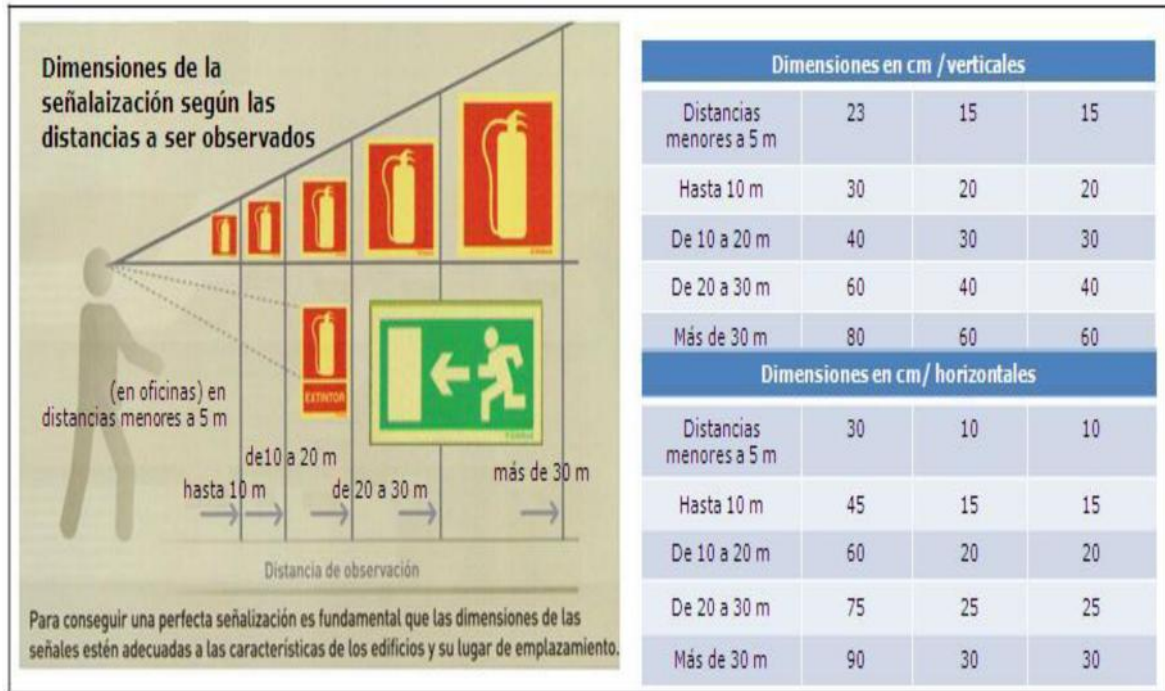 Dimensiones de la
señalaización según las
distancias a ser observados
EXTINTOR
(en oficinas) en
distancias menores a 5 m
de10 a 20 m
hasta 10 m
de 20 a 30 m
más de 30 m
Distancia de observación
Para conseguir una perfecta señalización es fundamental que las dimensiones de las
señales estén adecuadas a las características de los edificios y su lugar de emplazamiento.
Dimensiones en cm /verticales
Distancias
menores a 5 m 23 15 15
Hasta 10 m 30 20 20
De 10 a 20 m 40 30 30
De 20 a 30 m 60 40 40
Más de 30 m 80 60 60
Dimensiones en cm/ horizontales
Distancias
menores a 5 m 30 10 10
Hasta 10 m 45 15 15
De 10 a 20 m 60 20 20
De 20 a 30 m 75 25 25
Más de 30 m 90 30 30